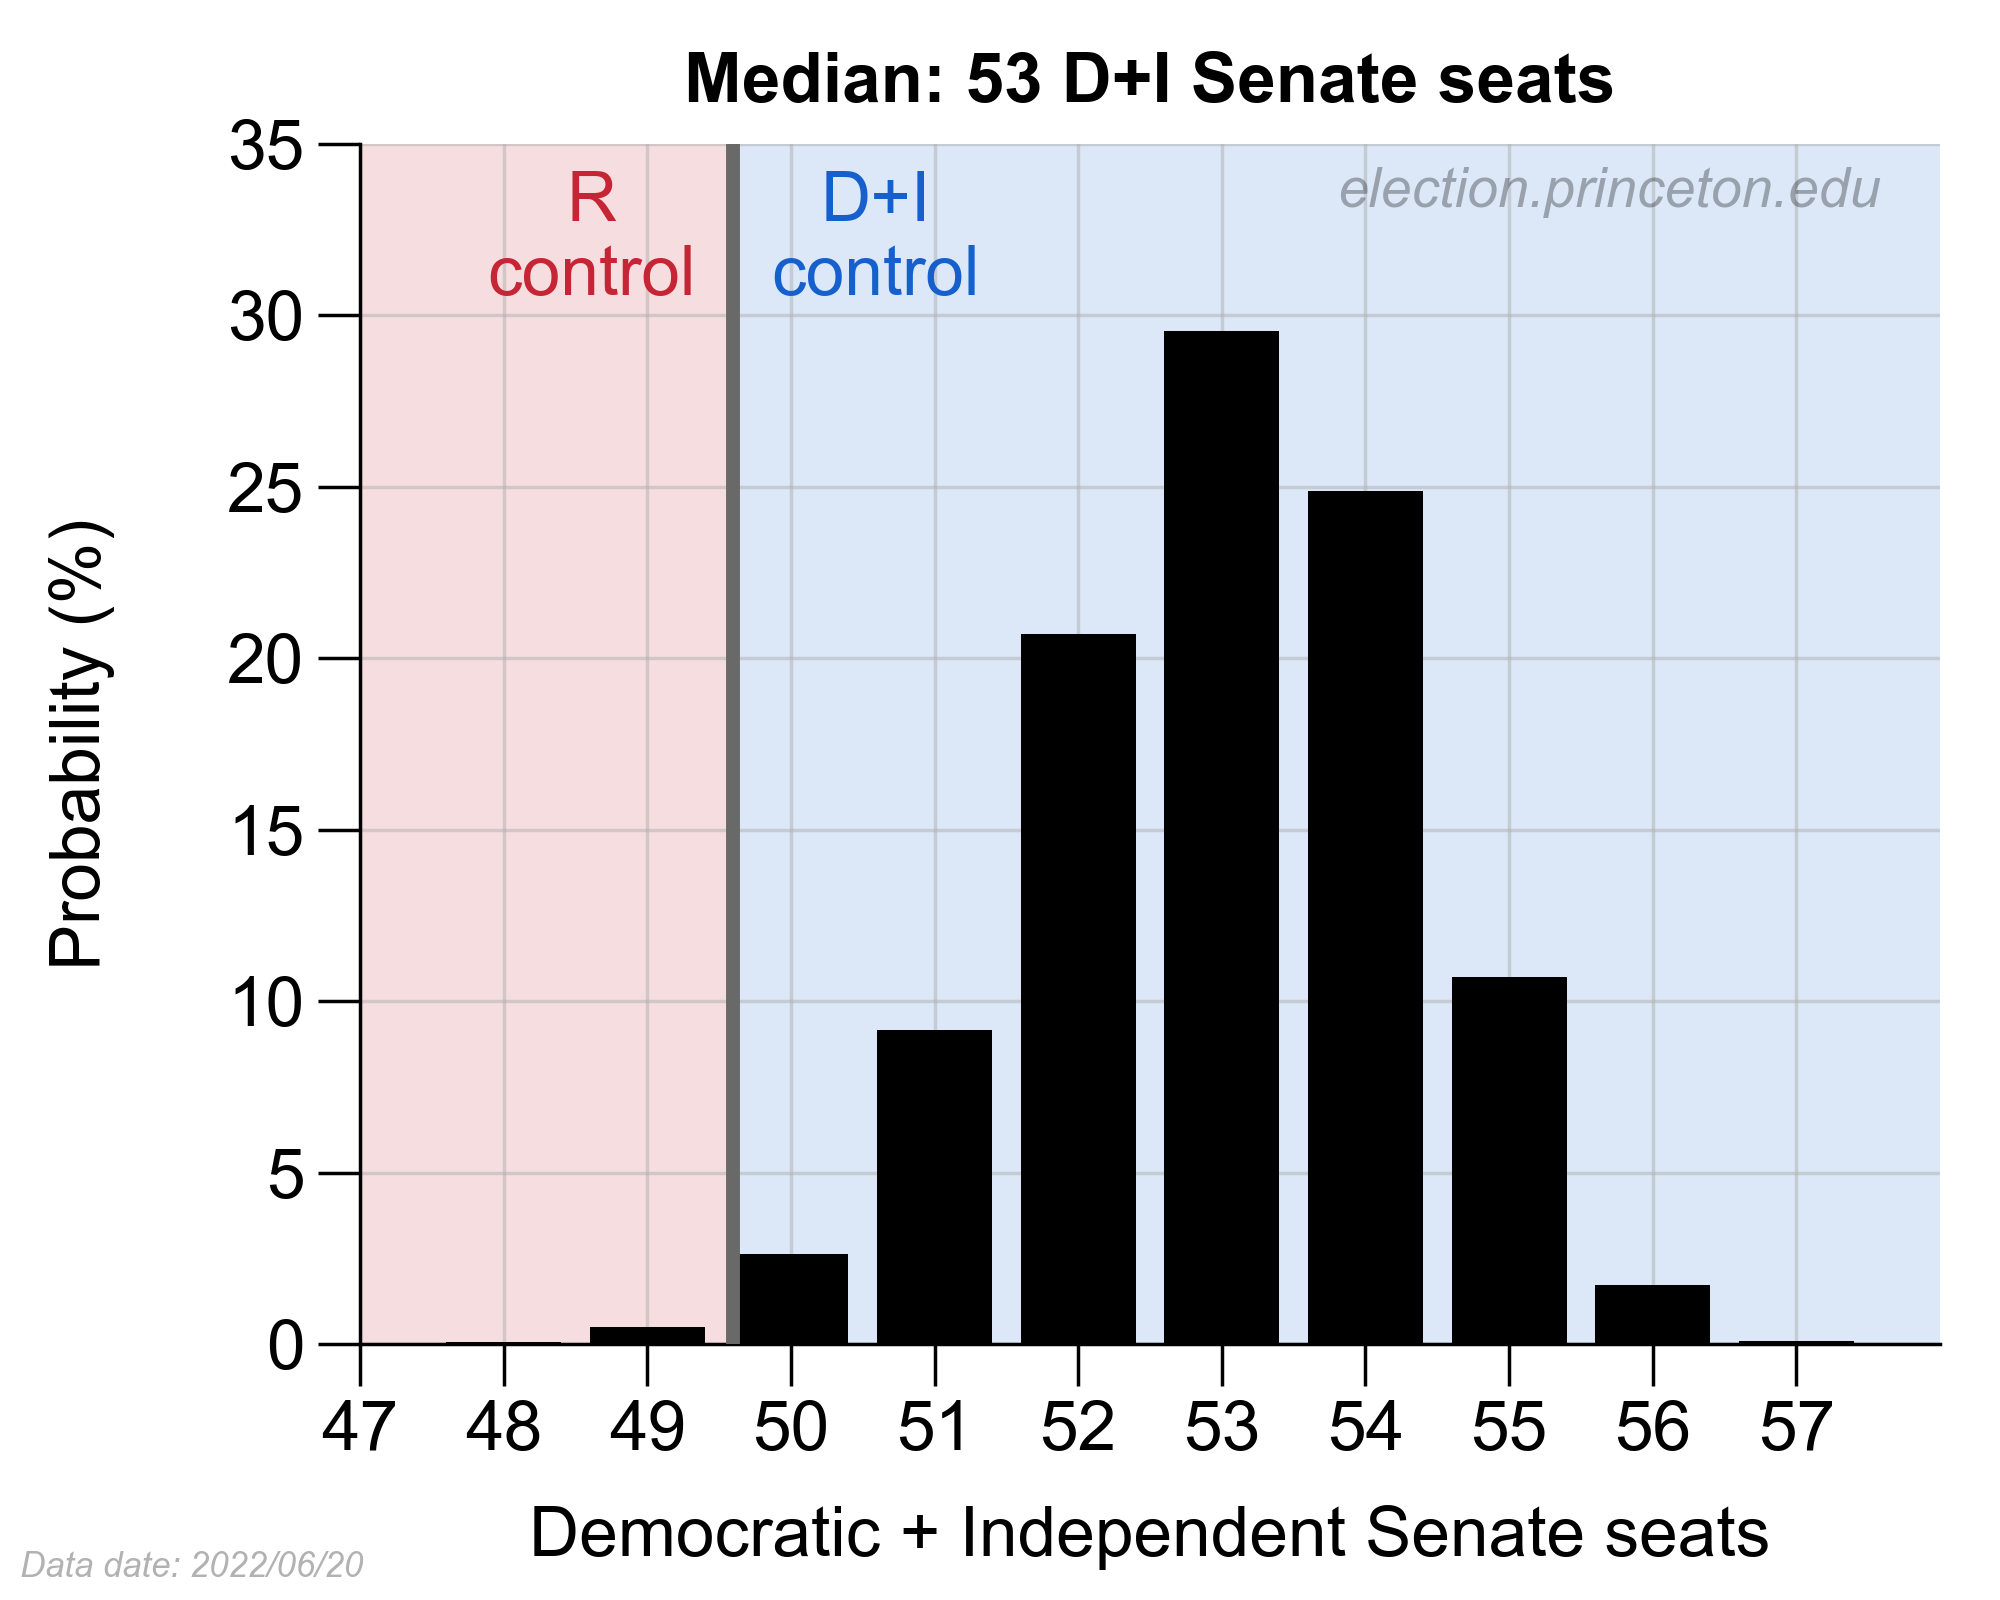 Median: 53 D+I Senate seats
R
control
D+I
control
election.princeton.edu
35
30
25
20
15
10
5
0
Probability (%)
47 48 49 50 51 52 53 54 55 56 57
Democratic + Independent Senate seats
Data date: 2022/06/20